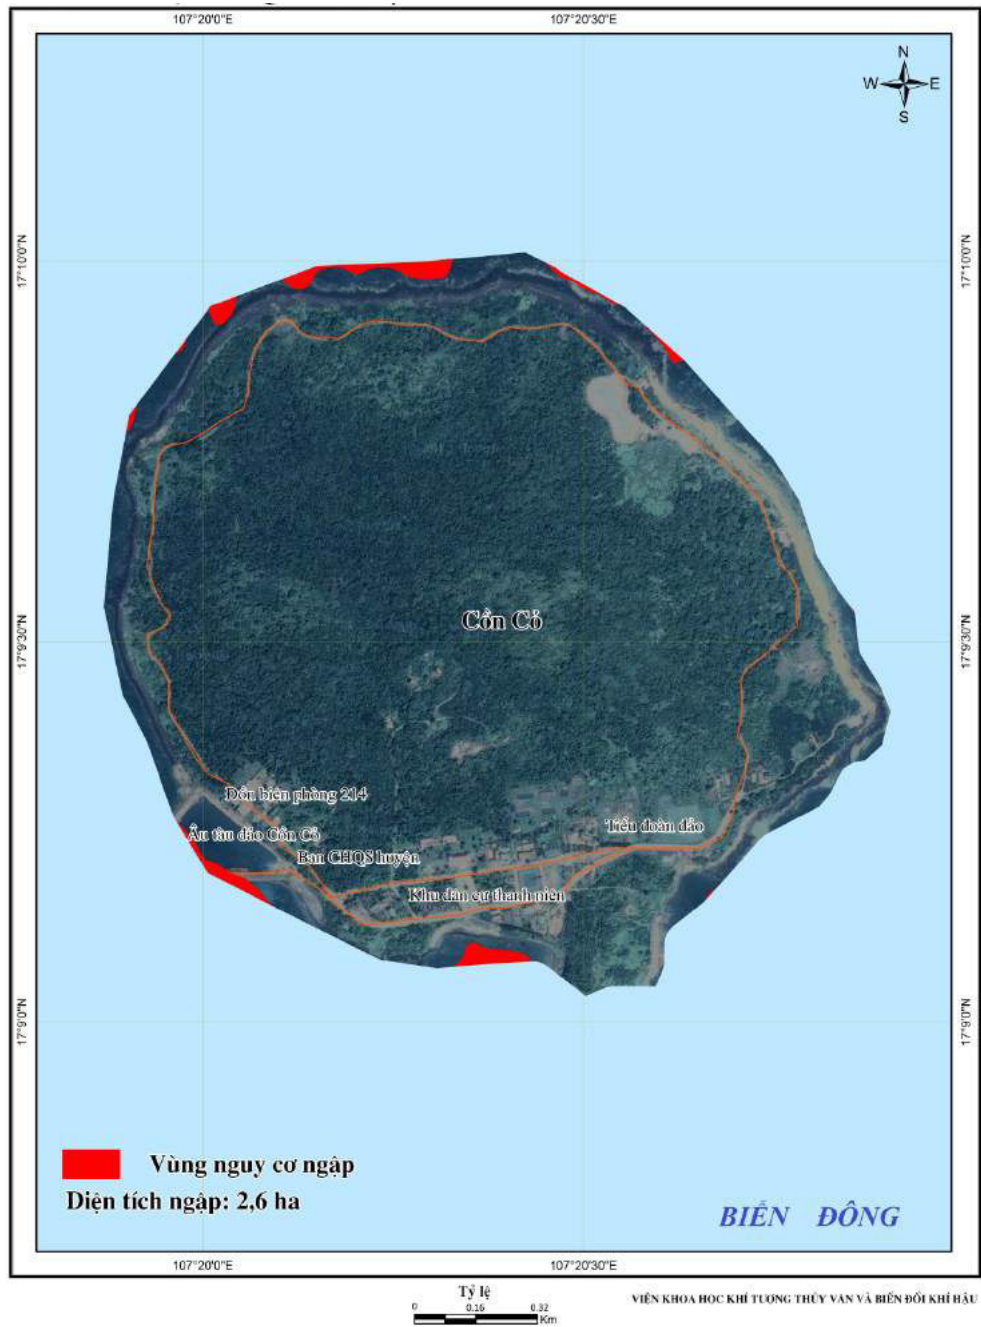 107°20'0"E 107°20'30"E
N
W E
S
17°10'0"N 17°10'0"N
Cồn Cỏ
17°9'30"N 17°9'30"N
Đồn biên phòng 214
Âu tàu đảo Cồn Cỏ
Tiểu đoàn đảo
Ban CHQS huyện
Khu dân cư thanh niên
17°9'0"N 17°9'0"N
Vùng nguy cơ ngập
Diện tích ngập: 2,6 ha
BIỂN ĐÔNG
107°20'0"E 107°20'30"E
Tỷ lệ
0 0.16 0.32
Km
VIỆN KHOA HỌC KHÍ TƯỢNG THỦY VĂN VÀ BIẾN ĐỔI KHÍ HẬU